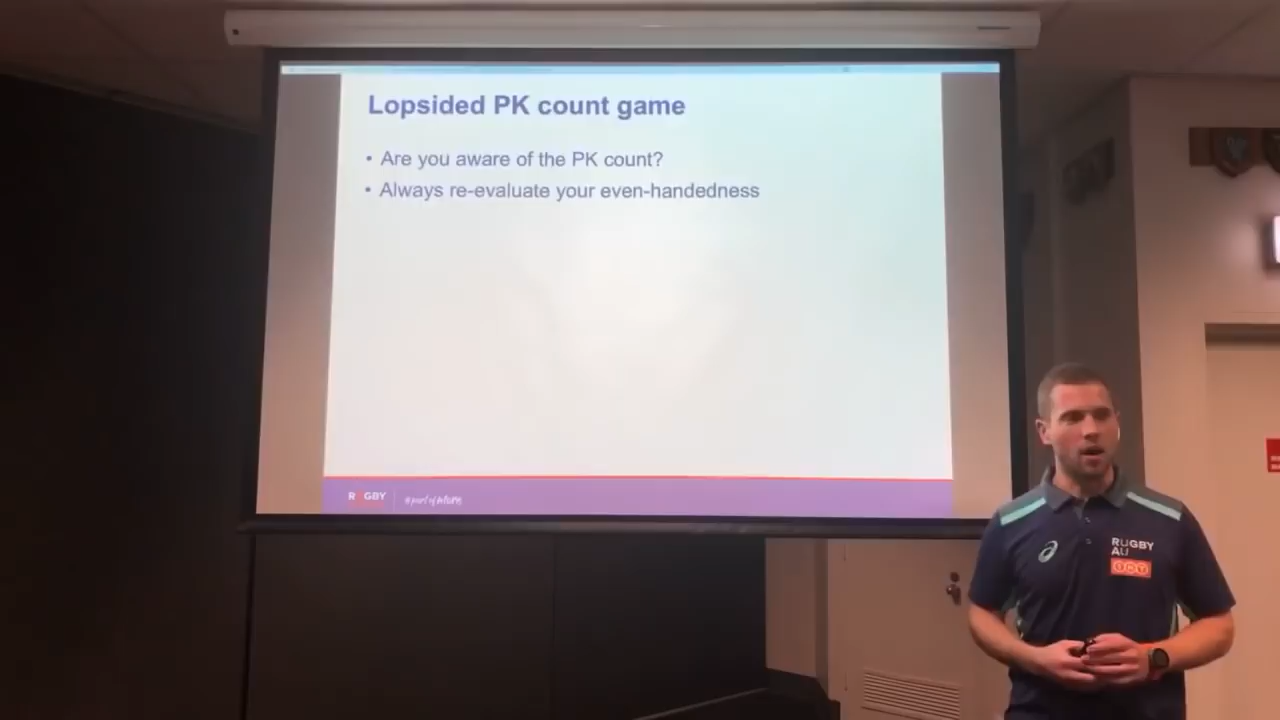 Lopsided PK count game
• Are you aware of the PK count?
• Always re-evaluate your even-handedness
RUGBY
#partofmore
RUGBY
AU